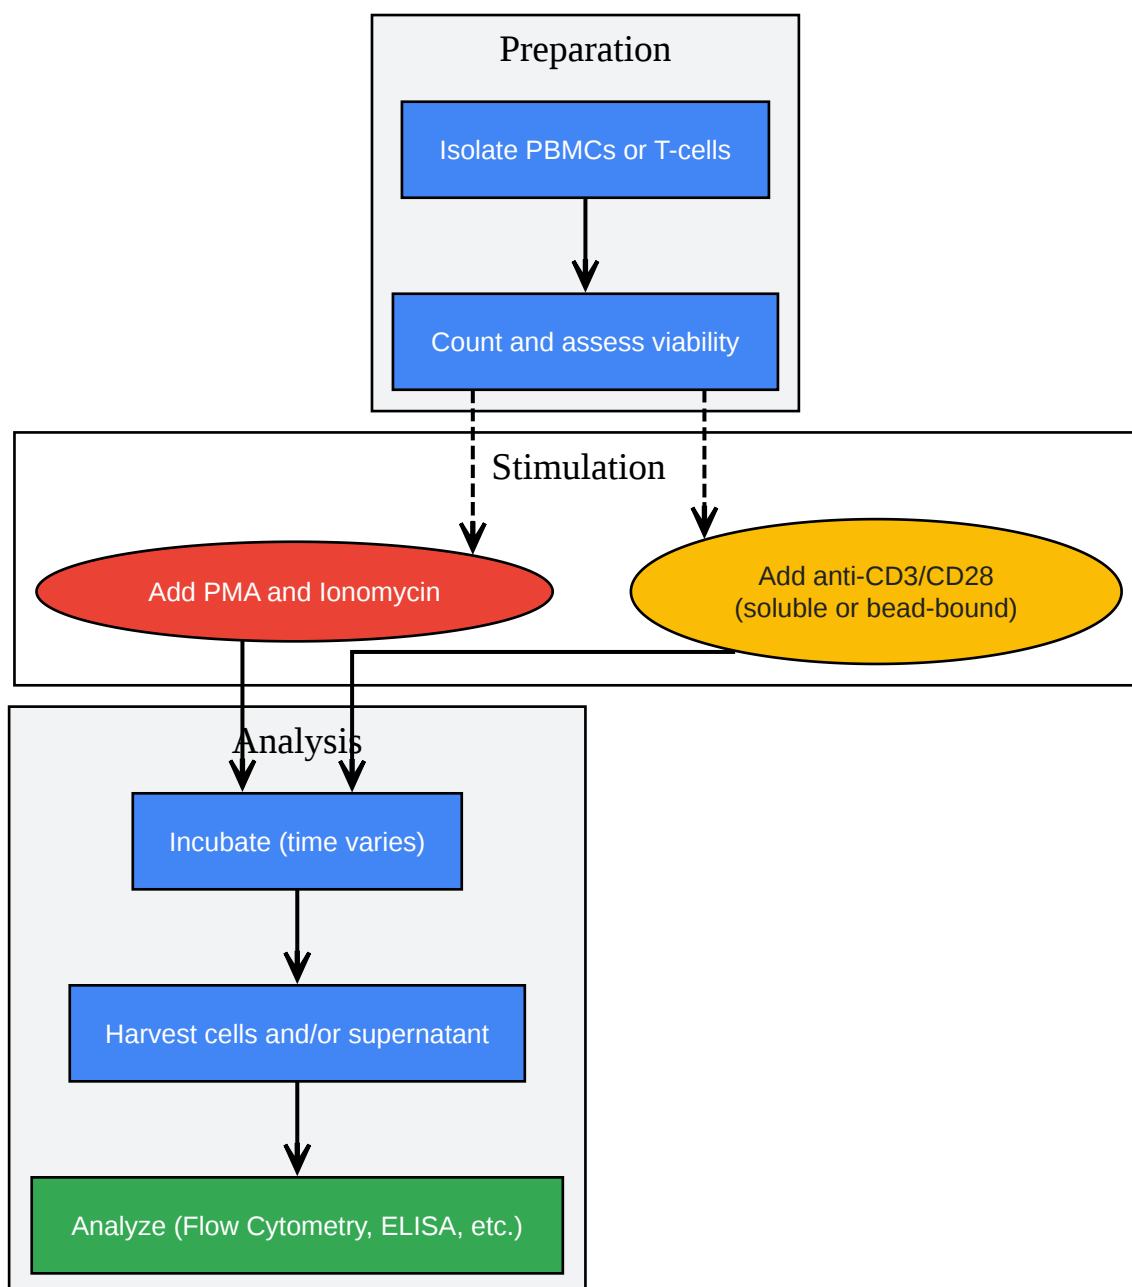 Preparation
Isolate PBMCs or T-cells
Count and assess viability
Stimulation
Add PMA and Ionomycin
Add anti-CD3/CD28
(soluble or bead-bound)
Analysis
Incubate (time varies)
Harvest cells and/or supernatant
Analyze (Flow Cytometry, ELISA, etc.)